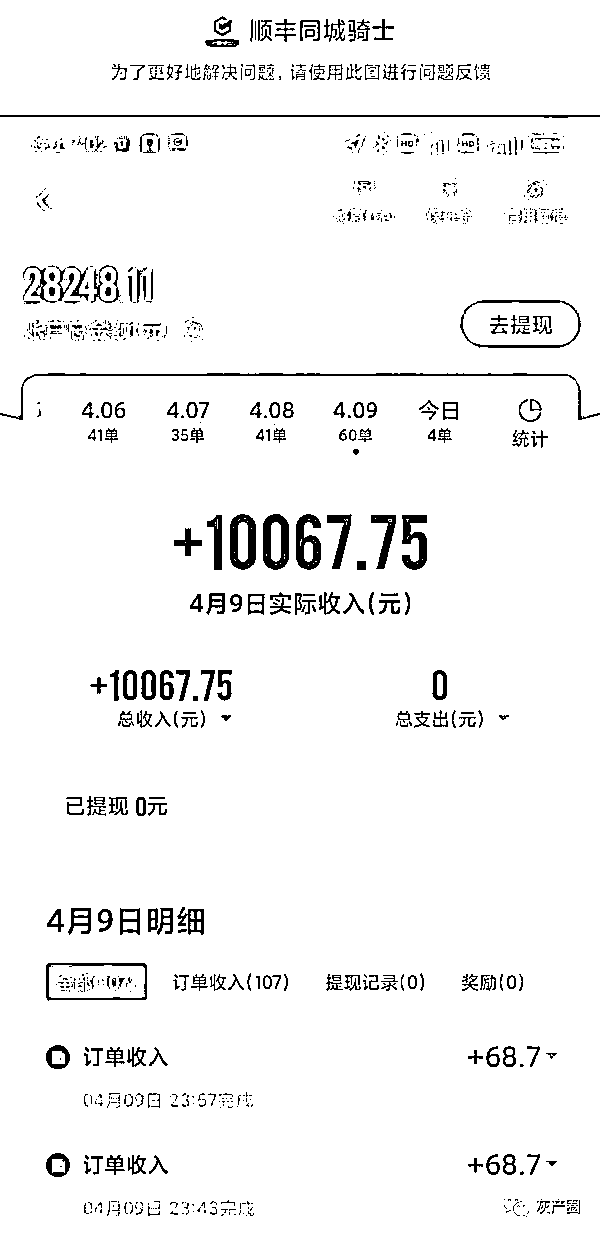 顺丰同城骑士
为了更好地解决问题，请使用此图进行问题反馈
28248.11
去提现
4.06 4.07 4.08 4.09 今日
41单 35单 41单 60单 4单 统计
+10067.75
4月9日实际收入(元)
+10067.75 0
总收入(元) 总支出(元)
已提现 0元
4月9日明细
订单收入(107) 提现记录(0) 奖励(0)
订单收入 +68.7
04月09日 23:57完成
订单收入 +68.7
04月09日 23:43完成
灰产圈